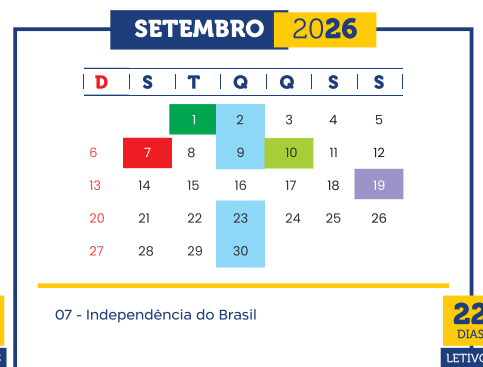 SETEMBRO 2026
D S T Q Q S S
1 2 3 4 5
6 7 8 9 10 11 12
13 14 15 16 17 18 19
20 21 22 23 24 25 26
27 28 29 30
07 - Independência do Brasil
22
DIAS